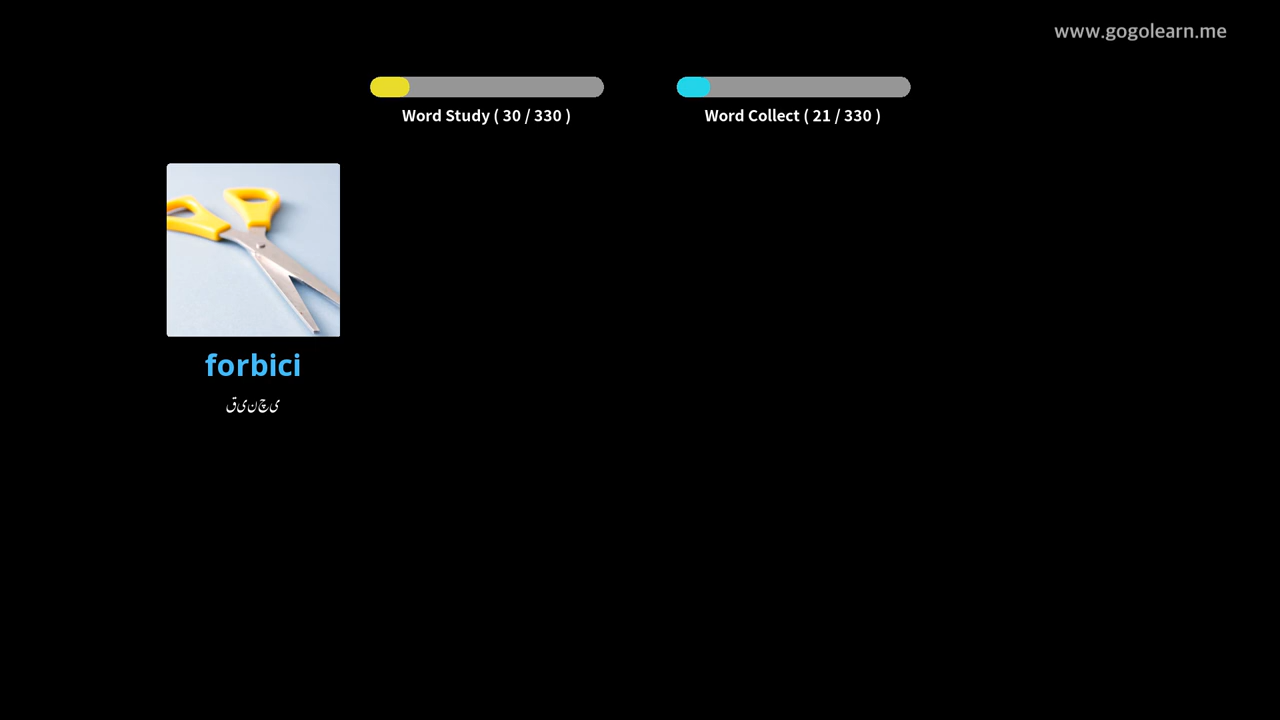 www.gogolearn.me
Word Study ( 30 / 330 )
Word Collect ( 21 / 330 )
forbici
قینچی